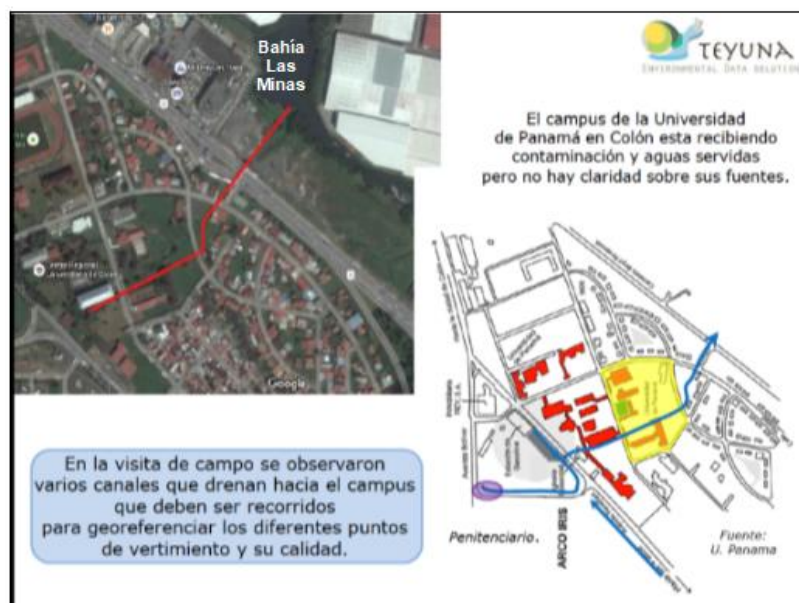 Bahía
Las
Minas
TEYUNA
ENVIRONMENTAL DATA SOLUTION
El campus de la Universidad
de Panamá en Colón esta recibiendo
contaminación y aguas servidas
pero no hay claridad sobre sus fuentes.
Google
En la visita de campo se observaron
varios canales que drenan hacia el campus
que deben ser recorridos
para georeferenciar los diferentes puntos
de vertimiento y su calidad.
Avenida Bolívar
Penitenciario.
ARCO IRIS
Fuente:
U. Panama